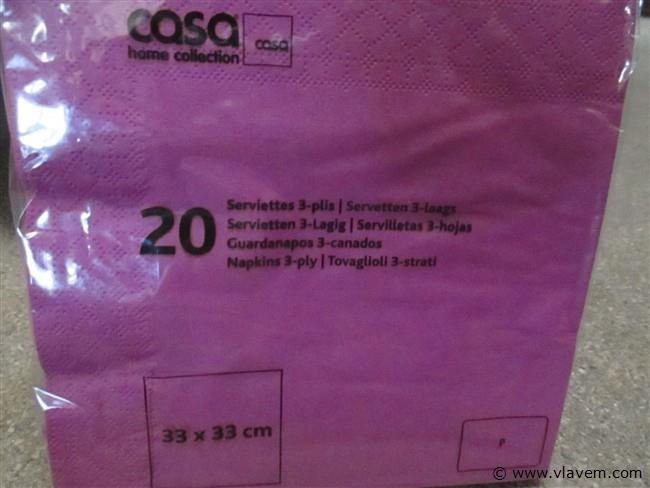 casa
home collection
casa
20
Serviettes 3-plis | Servetten 3-laags
Servietten 3-Lagig | Servilletas 3-hojas
Guardanapos 3-canados
Napkins 3-ply | Tovaglioli 3-strati
33 x 33 cm
P
© www.vlavem.com